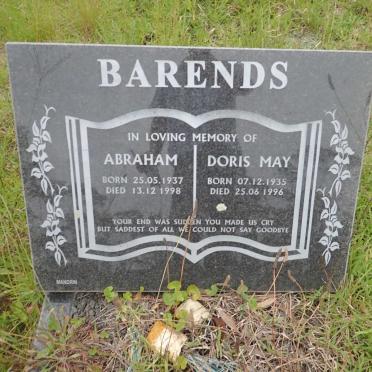 BARENDS
IN LOVING MEMORY OF
ABRAHAM
BORN 25.05.1937
DIED 13.12.1998
DORIS MAY
BORN 07.12.1935
DIED 25.06.1996
YOUR END WAS SUDDEN YOU MADE US CRY
BUT SADDEST OF ALL WE COULD NOT SAY GOODBYE